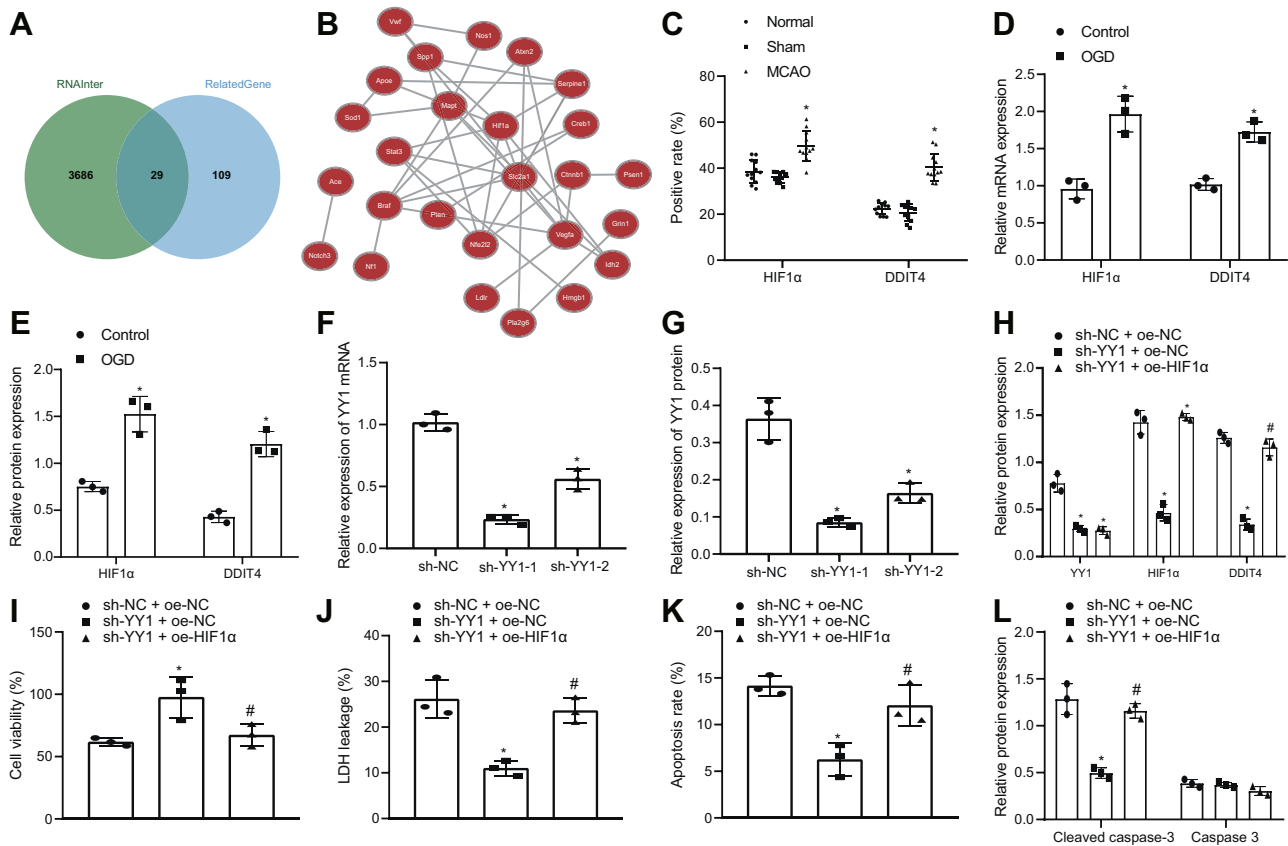 A
RNAInter
RelatedGene
3686
29
109
B
Vwf
Nos1
Spp1
Atxn2
Apoe
Serpine1
Mapt
Sod1
Hif1a
Creb1
Stat3
Slc2a1
Ctnnb1
Psen1
Ace
Braf
Pten
Grin1
Vegfa
Nfe2l2
Notch3
Nf1
Idh2
Ldlr
Hmgb1
Pla2g6
C
Normal
Sham
MCAO
Positive rate (%)
80
60
40
20
0
*
*
HIF1α
DDIT4
D
Control
OGD
Relative mRNA expression
2.5
2.0
1.5
1.0
0.5
0.0
*
*
HIF1α
DDIT4
E
Control
OGD
Relative protein expression
2.0
1.5
1.0
0.5
0.0
*
*
HIF1α
DDIT4
F
Relative expression of YY1 mRNA
1.5
1.0
0.5
0.0
*
*
sh-NC
sh-YY1-1
sh-YY1-2
G
Relative expression of YY1 protein
0.5
0.4
0.3
0.2
0.1
0.0
*
*
sh-NC
sh-YY1-1
sh-YY1-2
H
sh-NC + oe-NC
sh-YY1 + oe-NC
sh-YY1 + oe-HIF1α
Relative protein expression
2.0
1.5
1.0
0.5
0.0
* *
*
*
*
#
YY1
HIF1α
DDIT4
I
sh-NC + oe-NC
sh-YY1 + oe-NC
sh-YY1 + oe-HIF1α
Cell viability (%)
150
100
50
0
*
#
J
sh-NC + oe-NC
sh-YY1 + oe-NC
sh-YY1 + oe-HIF1α
LDH leakage (%)
40
30
20
10
0
*
#
K
sh-NC + oe-NC
sh-YY1 + oe-NC
sh-YY1 + oe-HIF1α
Apoptosis rate (%)
20
15
10
5
0
*
#
L
sh-NC + oe-NC
sh-YY1 + oe-NC
sh-YY1 + oe-HIF1α
Relative protein expression
2.0
1.5
1.0
0.5
0.0
*
#
Cleaved caspase-3
Caspase 3